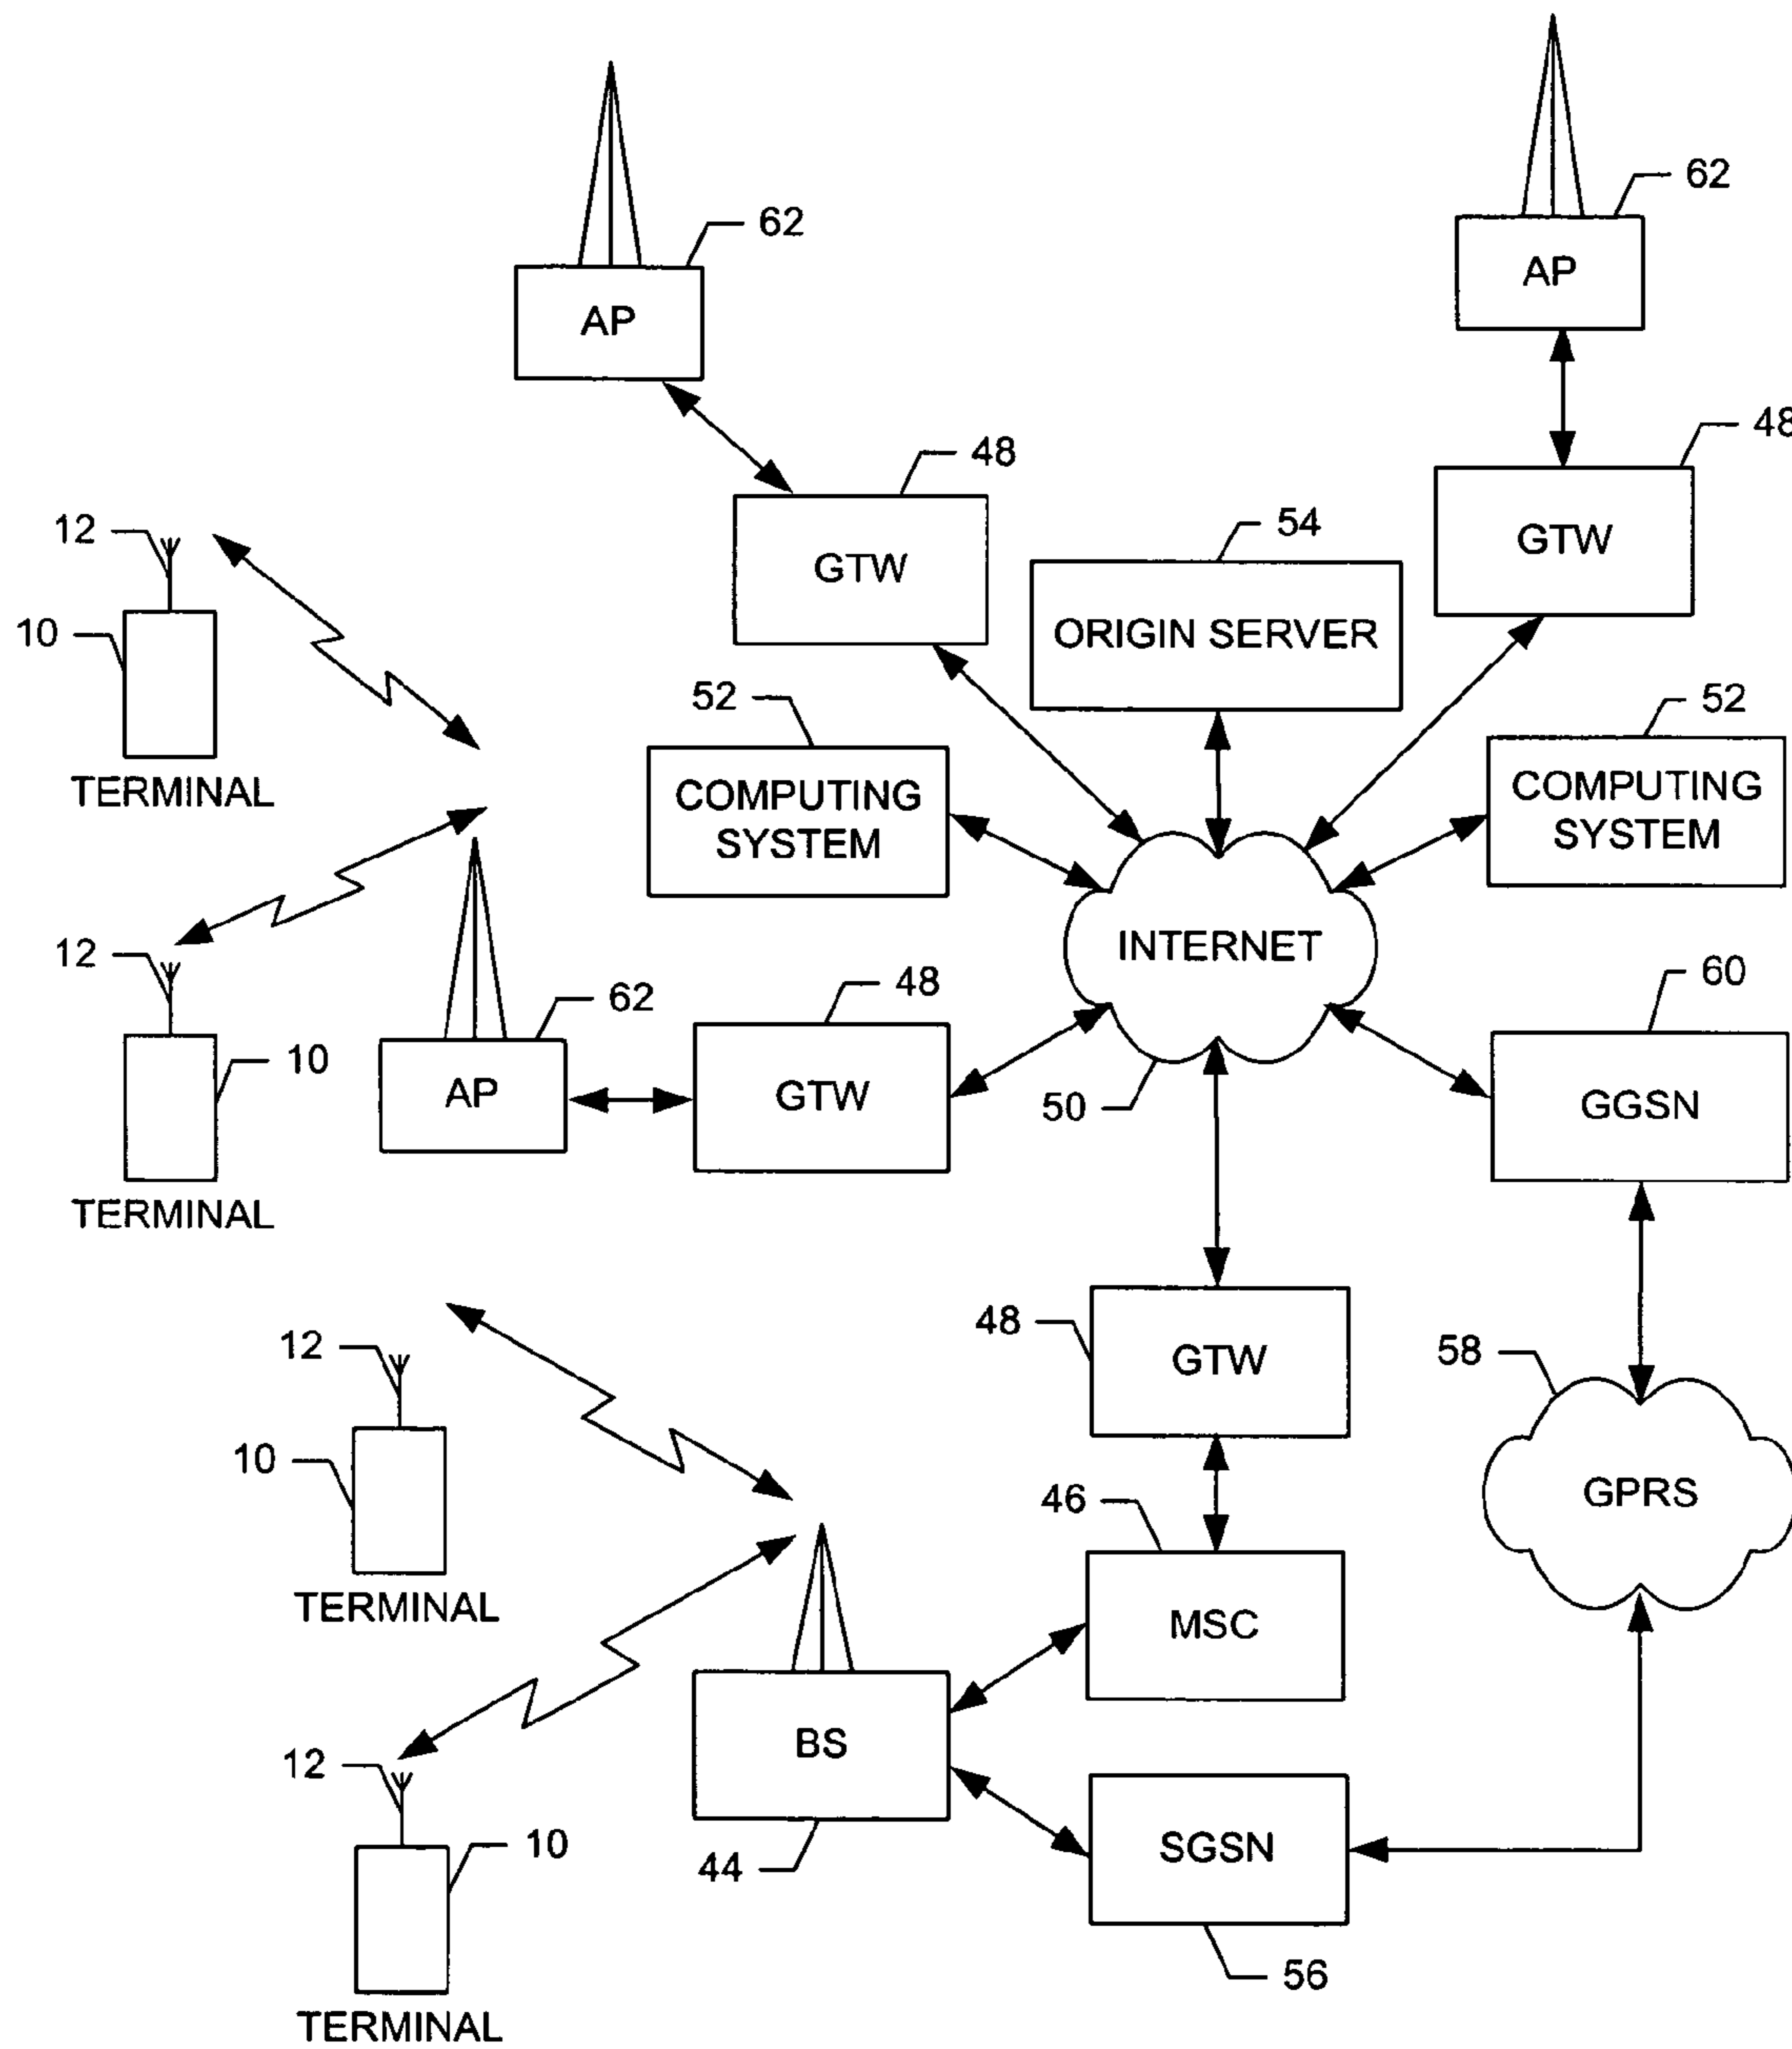 62
AP
62
AP
48
GTW
48
GTW
54
ORIGIN SERVER
12
10
TERMINAL
52
COMPUTING
SYSTEM
52
COMPUTING
SYSTEM
INTERNET
50
12
10
TERMINAL
62
AP
48
GTW
60
GGSN
48
GTW
58
GPRS
12
10
TERMINAL
46
MSC
BS
44
12
10
TERMINAL
SGSN
56